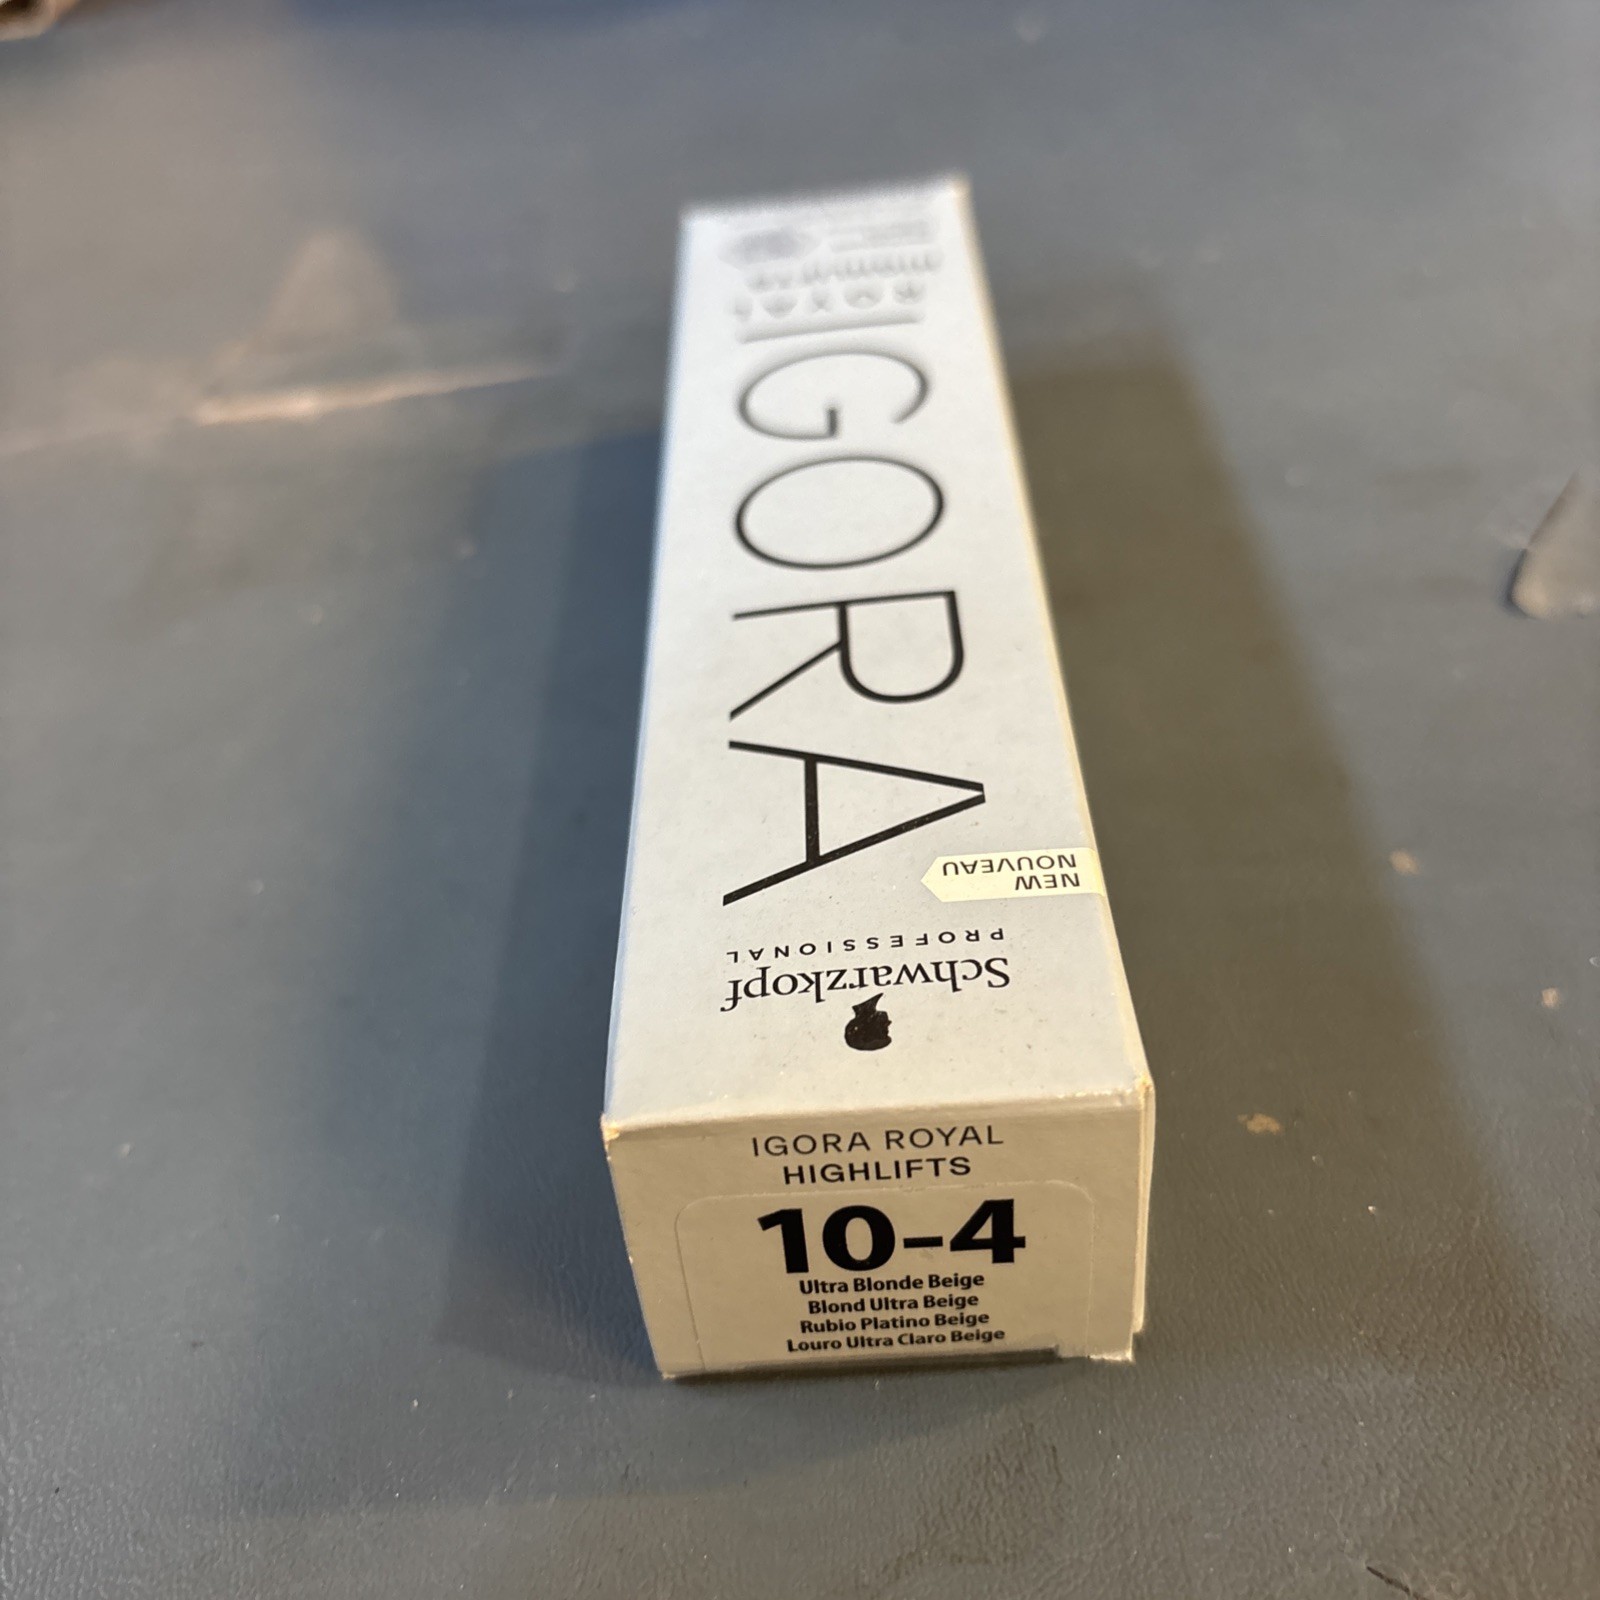 ROYAL
IGORA
NEW
NOUVEAU
PROFESSIONAL
Schwarzkopf
IGORA ROYAL
HIGHLIFTS
10-4
Ultra Blonde Beige
Blond Ultra Beige
Rubio Platino Beige
Louro Ultra Claro Beige